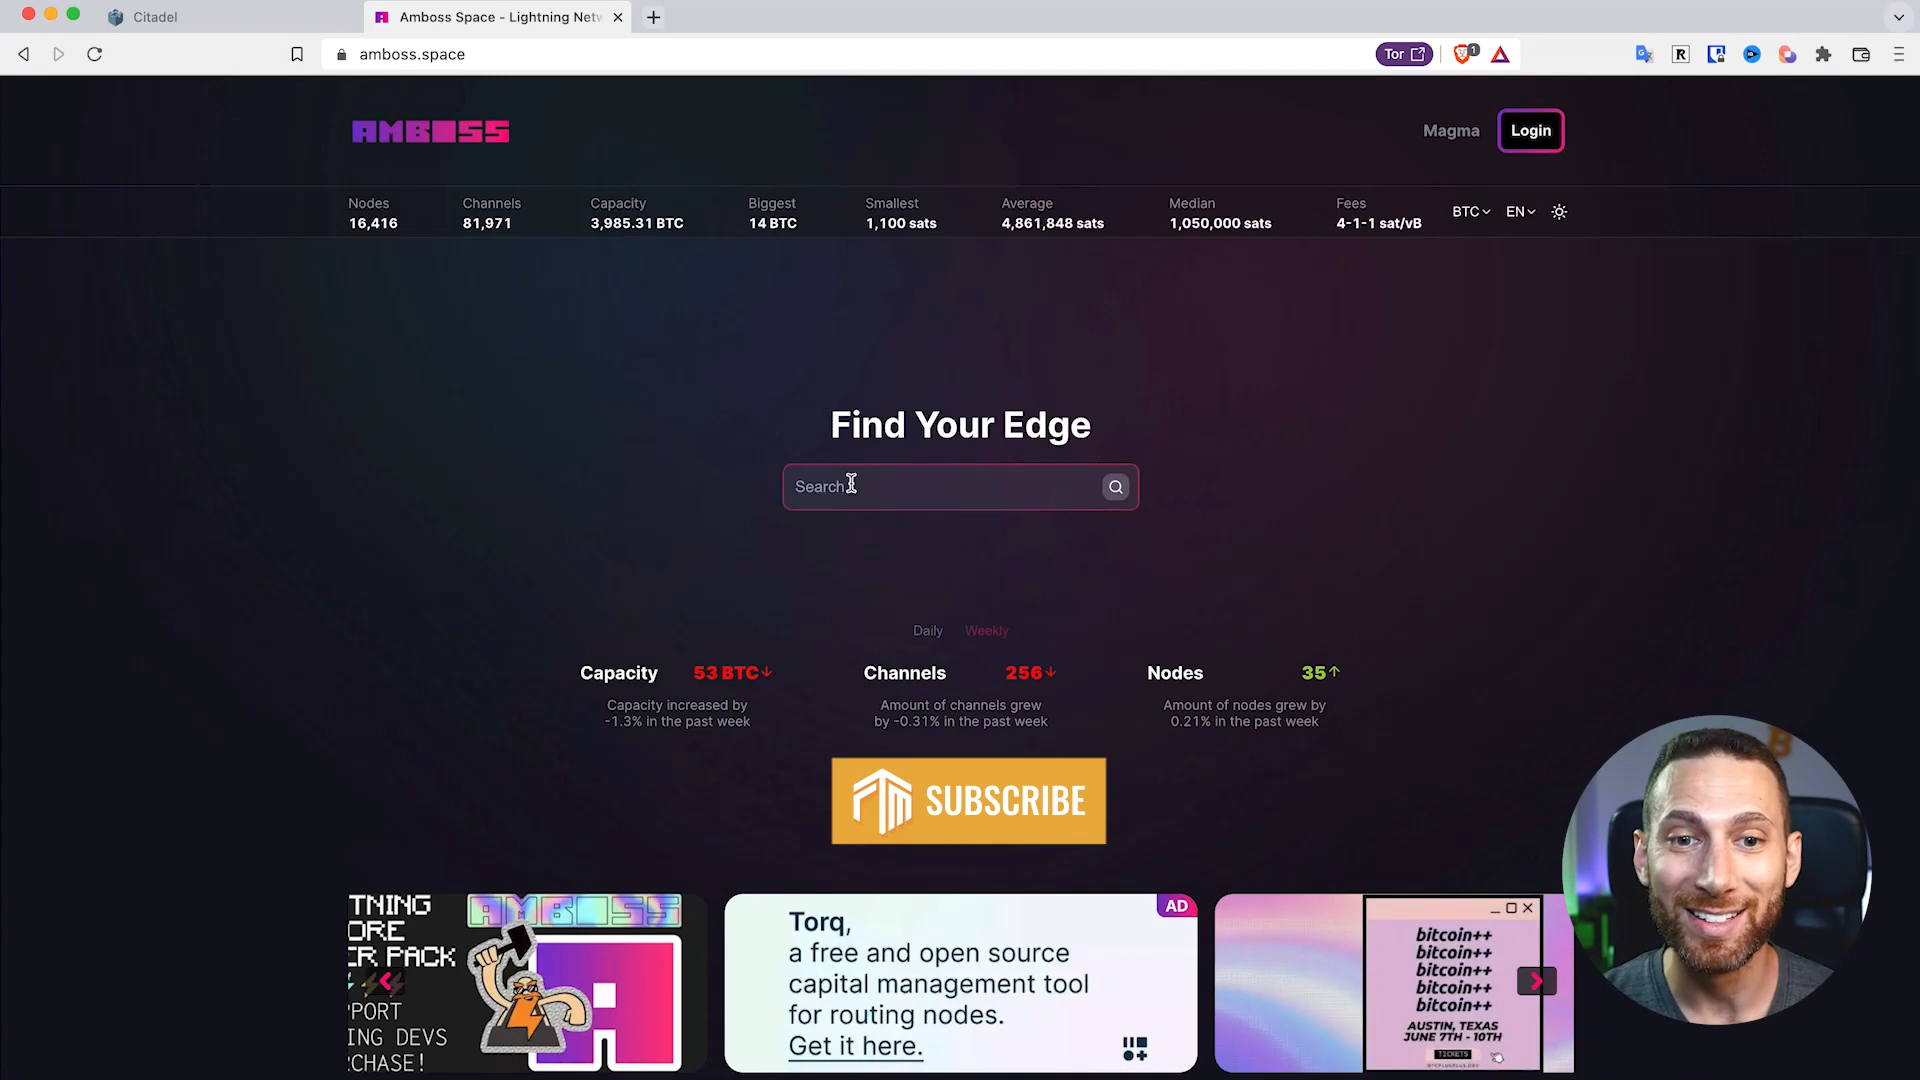 Citadel
Amboss Space - Lightning Netw
amboss.space
Tor
1
AMBOSS
Magma
Login
Nodes
16,416
Channels
81,971
Capacity
3,985.31 BTC
Biggest
14 BTC
Smallest
1,100 sats
Average
4,861,848 sats
Median
1,050,000 sats
Fees
4-1-1 sat/vB
BTC
EN
Find Your Edge
Search
Daily
Weekly
Capacity
53 BTC↓
Capacity increased by
-1.3% in the past week
Channels
256↓
Amount of channels grew
by -0.31% in the past week
Nodes
35↑
Amount of nodes grew by
0.21% in the past week
SUBSCRIBE
TNING
ORE
ER PACK
PORT
ING DEVS
RCHASE!
AMBOSS
AD
Torq,
a free and open source
capital management tool
for routing nodes.
Get it here.
bitcoin++
bitcoin++
bitcoin++
bitcoin++
bitcoin++
AUSTIN, TEXAS
JUNE 7TH - 10TH
TICKETS